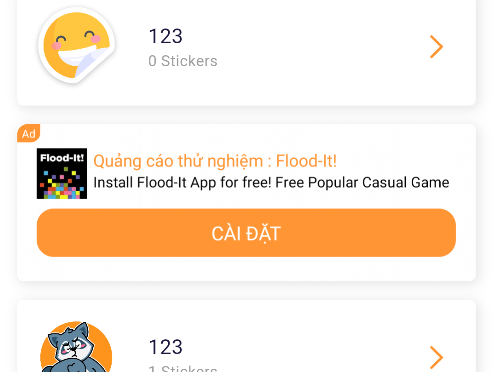 123
0 Stickers
Ad
Flood-It!
Quảng cáo thử nghiệm : Flood-It!
Install Flood-It App for free! Free Popular Casual Game
CÀI ĐẶT
123
1 Stickers